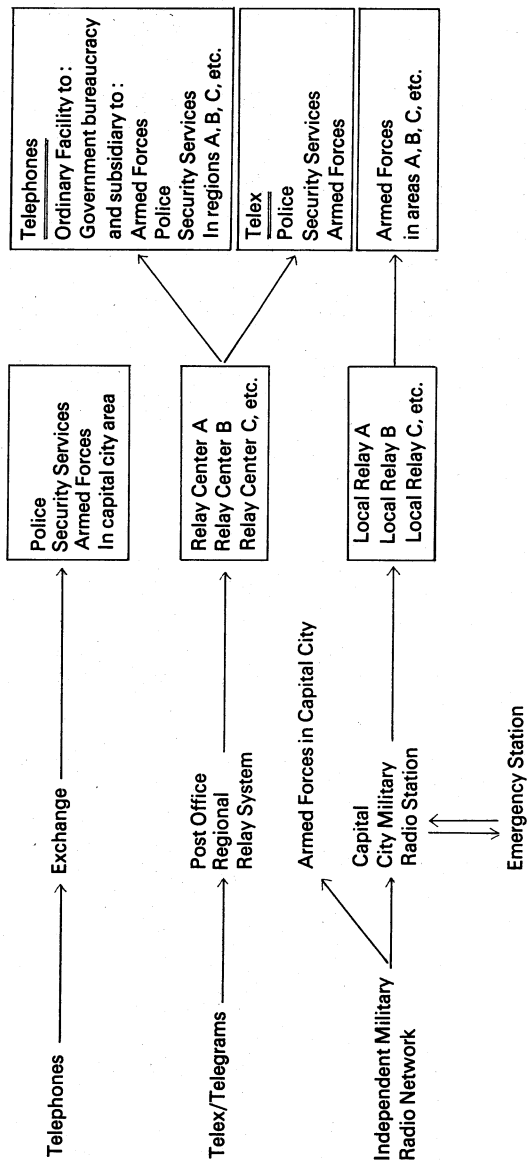 Telephones
Exchange
Police
Security Services
Armed Forces
In capital city area
Telex/Telegrams
Post Office
Regional
Relay System
Relay Center A
Relay Center B
Relay Center C, etc.
Telephones
Ordinary Facility to :
Government bureaucracy
and subsidiary to :
Armed Forces
Police
Security Services
In regions A, B, C, etc.
Telex
Police
Security Services
Armed Forces
Independent Military
Radio Network
Armed Forces in Capital City
Capital
City Military
Radio Station
Local Relay A
Local Relay B
Local Relay C, etc.
Armed Forces
in areas A, B, C, etc.
Emergency Station